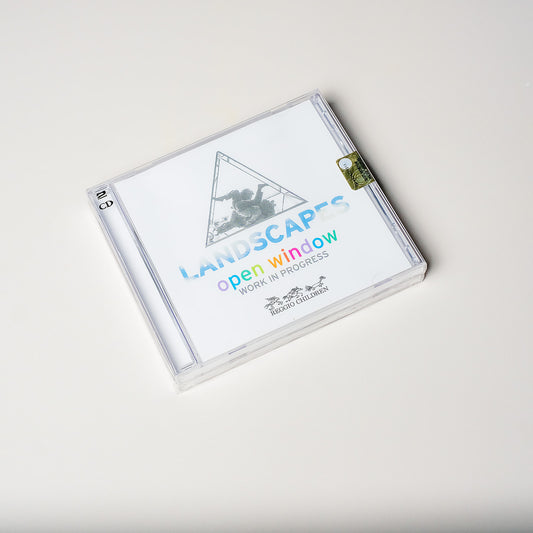 2
CD
LANDSCAPES
open window
WORK IN PROGRESS
REGGIO CHILDREN